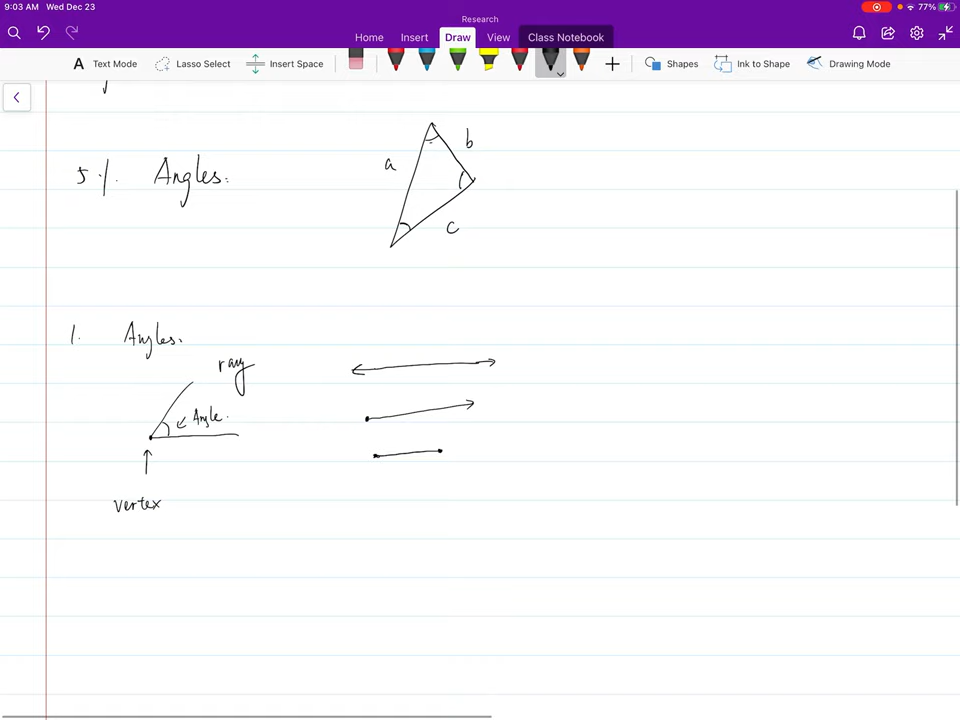 9:03 AM Wed Dec 23
77%
Research
Home Insert Draw View Class Notebook
Text Mode Lasso Select Insert Space Shapes Ink to Shape Drawing Mode
a b
5.1. Angles.
c
1. Angles.
ray
Angle.
vertex